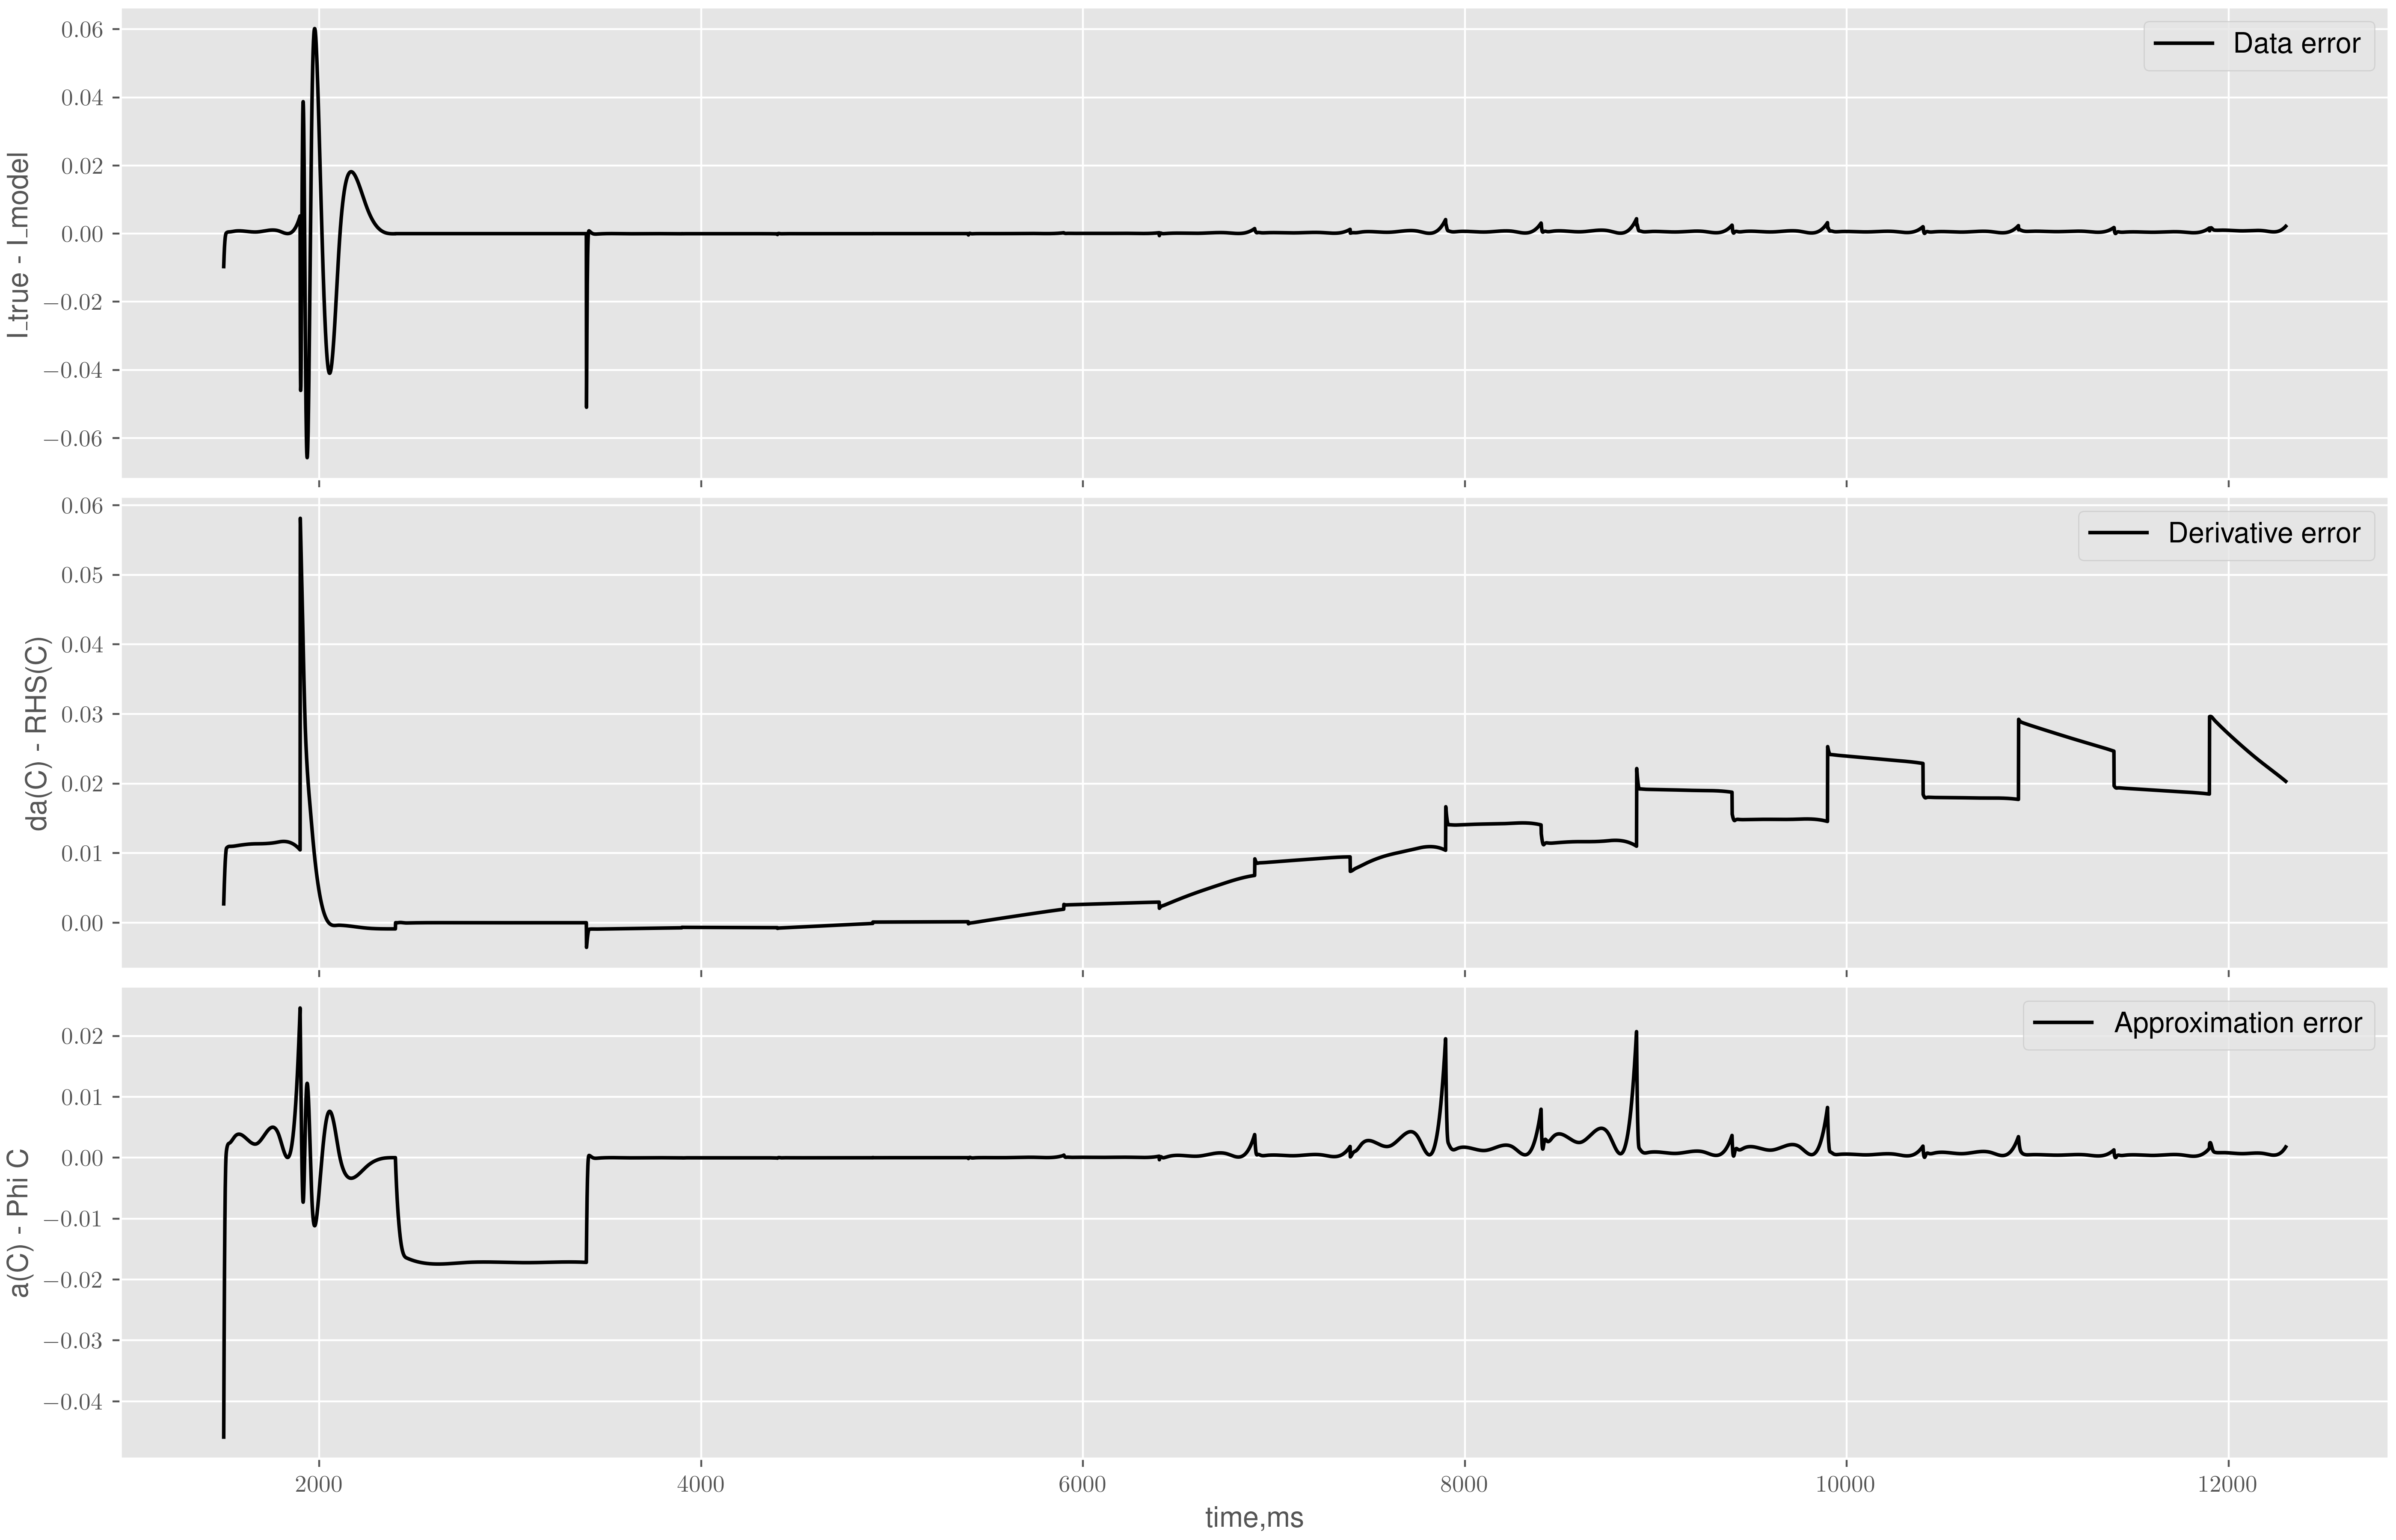 Data error
I_true - I_model
0.06
0.04
0.02
0.00
−0.02
−0.04
−0.06
Derivative error
da(C) - RHS(C)
0.06
0.05
0.04
0.03
0.02
0.01
0.00
Approximation error
a(C) - Phi C
0.02
0.01
0.00
−0.01
−0.02
−0.03
−0.04
2000 4000 6000 8000 10000 12000
time,ms